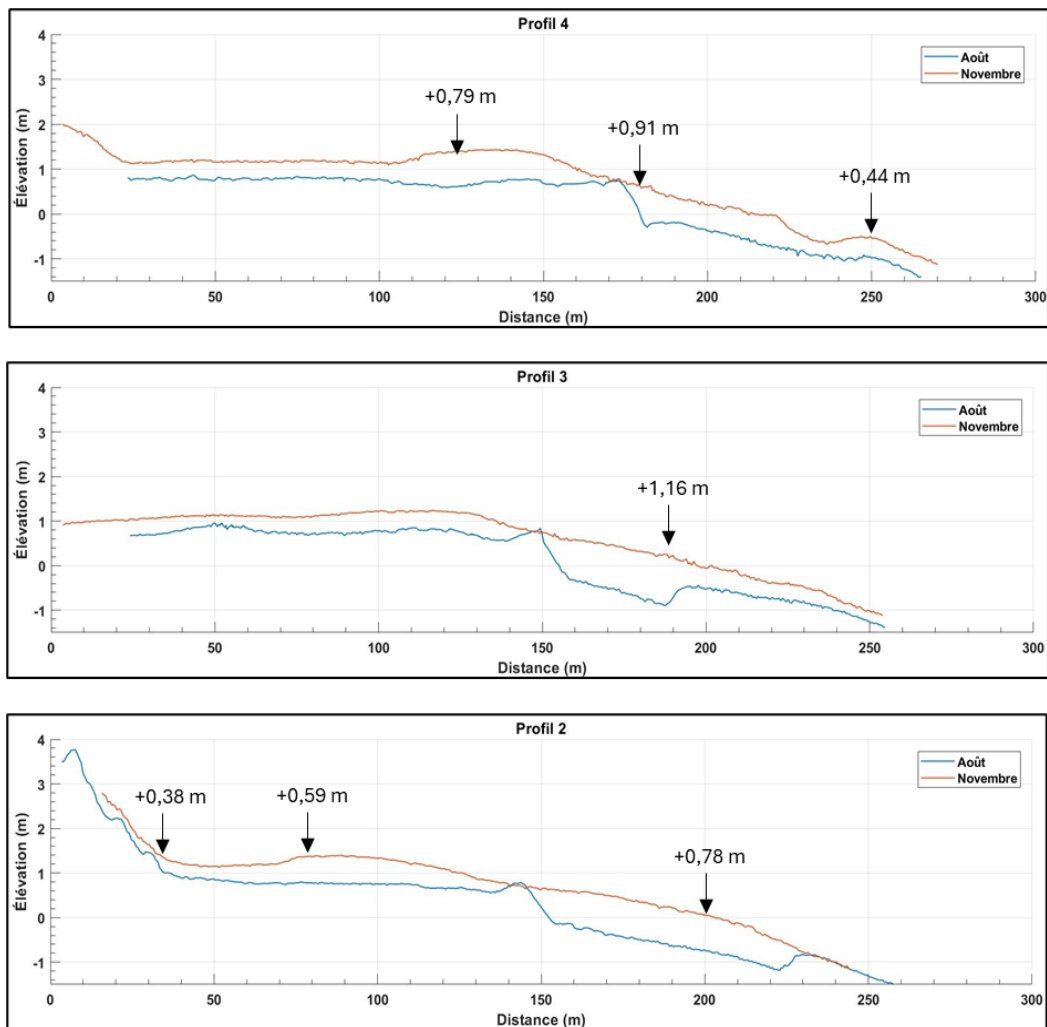 Profil 4
4
3
2
1
0
-1
Élévation (m)
Août
Novembre
+0,79 m
+0,91 m
+0,44 m
0 50 100 150 200 250 300
Distance (m)
Profil 3
4
3
2
1
0
-1
Élévation (m)
Août
Novembre
+1,16 m
0 50 100 150 200 250 300
Distance (m)
Profil 2
4
3
2
1
0
-1
Élévation (m)
Août
Novembre
+0,38 m
+0,59 m
+0,78 m
0 50 100 150 200 250 300
Distance (m)